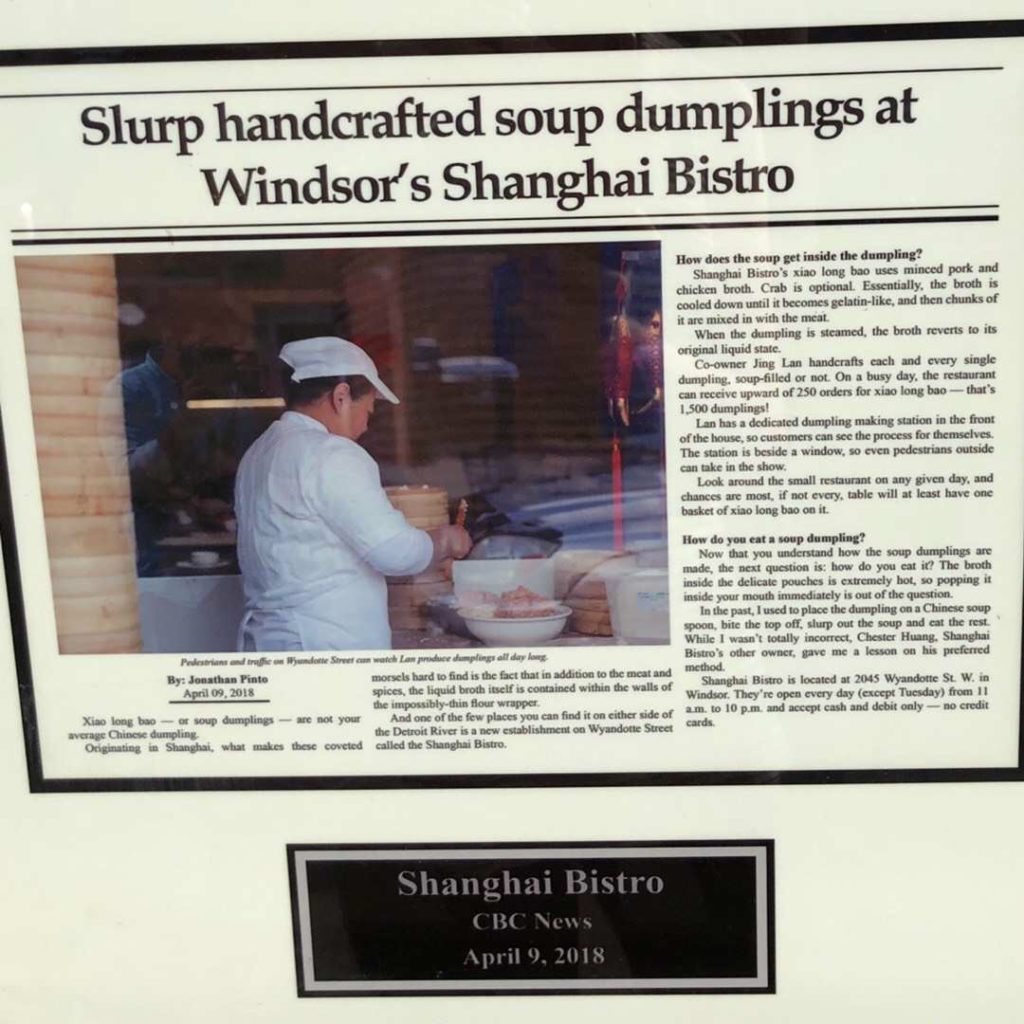 Slurp handcrafted soup dumplings at
Windsor's Shanghai Bistro
Pedestrians and traffic on Wyandotte Street can watch Lan produce dumplings all day long.
By: Jonathan Pinto
April 09, 2018
Xiao long bao — or soup dumplings — are not your
average Chinese dumpling.
Originating in Shanghai, what makes these coveted
morsels hard to find is the fact that in addition to the meat and
spices, the liquid broth itself is contained within the walls of
the impossibly-thin flour wrapper.
And one of the few places you can find it on either side of
the Detroit River is a new establishment on Wyandotte Street
called the Shanghai Bistro.
How does the soup get inside the dumpling?
Shanghai Bistro's xiao long bao uses minced pork and
chicken broth. Crab is optional. Essentially, the broth is
cooled down until it becomes gelatin-like, and then chunks of
it are mixed in with the meat.
When the dumpling is steamed, the broth reverts to its
original liquid state.
Co-owner Jing Lan handcrafts each and every single
dumpling, soup-filled or not. On a busy day, the restaurant
can receive upward of 250 orders for xiao long bao — that's
1,500 dumplings!
Lan has a dedicated dumpling making station in the front
of the house, so customers can see the process for themselves.
The station is beside a window, so even pedestrians outside
can take in the show.
Look around the small restaurant on any given day, and
chances are most, if not every, table will at least have one
basket of xiao long bao on it.
How do you eat a soup dumpling?
Now that you understand how the soup dumplings are
made, the next question is: how do you eat it? The broth
inside the delicate pouches is extremely hot, so popping it
inside your mouth immediately is out of the question.
In the past, I used to place the dumpling on a Chinese soup
spoon, bite the top off, slurp out the soup and eat the rest.
While I wasn't totally incorrect, Chester Huang, Shanghai
Bistro's other owner, gave me a lesson on his preferred
method.
Shanghai Bistro is located at 2045 Wyandotte St. W. in
Windsor. They're open every day (except Tuesday) from 11
a.m. to 10 p.m. and accept cash and debit only — no credit
cards.
Shanghai Bistro
CBC News
April 9, 2018